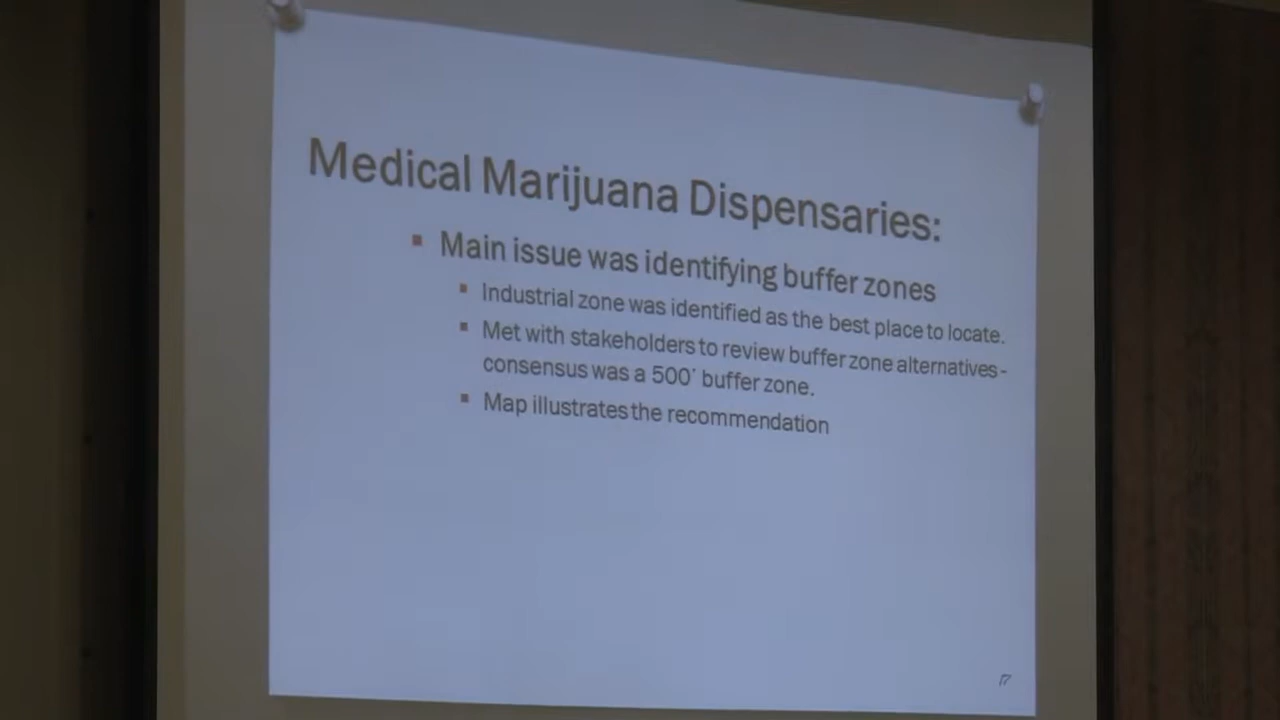 Medical Marijuana Dispensaries:
▪ Main issue was identifying buffer zones
▪ Industrial zone was identified as the best place to locate.
▪ Met with stakeholders to review buffer zone alternatives -
consensus was a 500' buffer zone.
▪ Map illustrates the recommendation
17